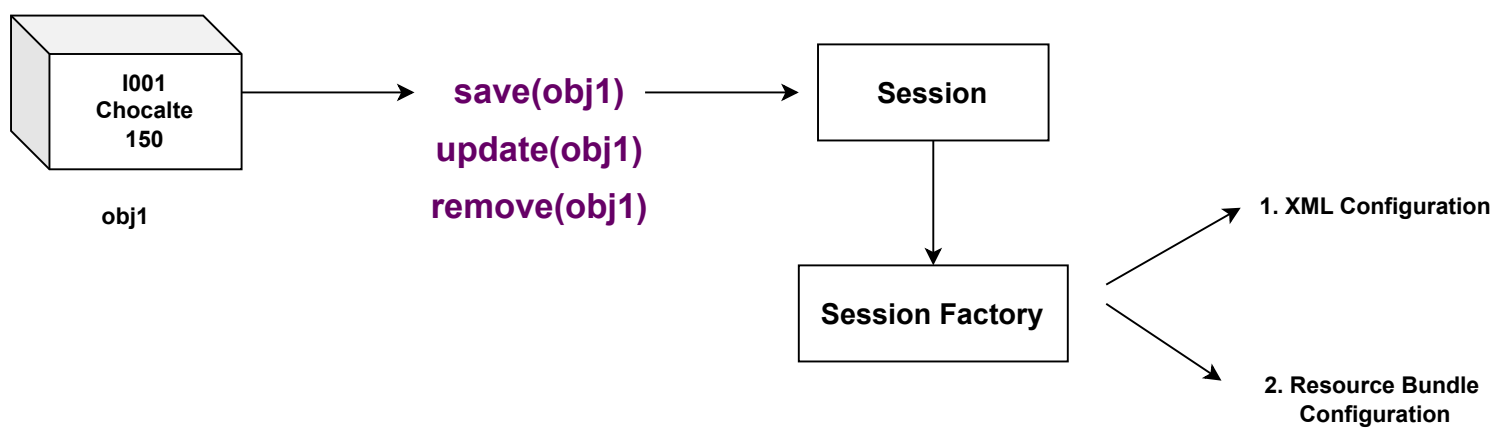 I001
Chocalte
150
obj1
save(obj1)
update(obj1)
remove(obj1)
Session
Session Factory
1. XML Configuration
2. Resource Bundle
Configuration